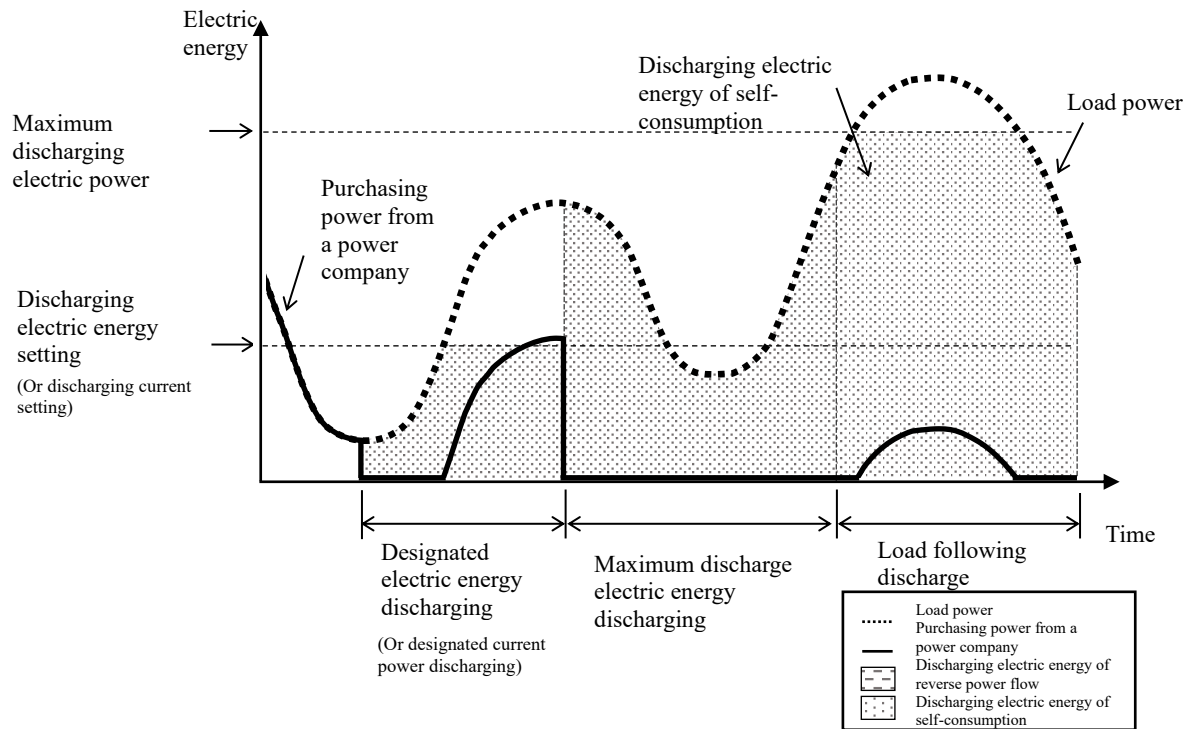 Electric
energy
Discharging electric
energy of self-
consumption
Load power
Maximum
discharging
electric power
Purchasing
power from
a power
company
Discharging
electric energy
setting
(Or discharging current
setting)
Time
Designated
electric energy
discharging
(Or designated current
power discharging)
Maximum discharge
electric energy
discharging
Load following
discharge
Load power
Purchasing power from a
power company
Discharging electric energy of
reverse power flow
Discharging electric energy of
self-consumption